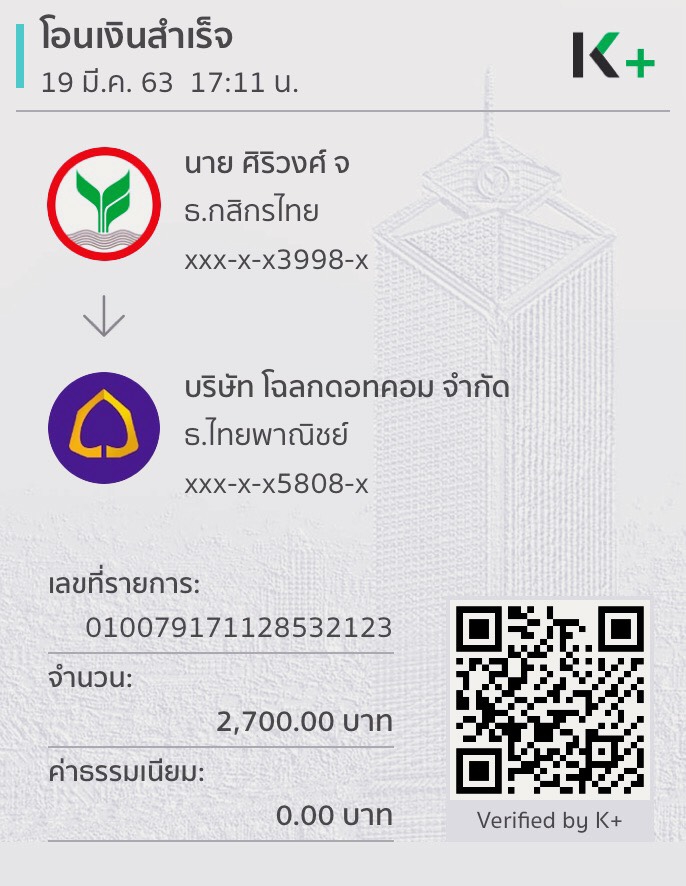 โอนเงินสำเร็จ
19 มี.ค. 63 17:11 น.
K+
นาย ศิริวงศ์ จ
ธ.กสิกรไทย
xxx-x-x3998-x
บริษัท โฉลกดอทคอม จำกัด
ธ.ไทยพาณิชย์
xxx-x-x5808-x
เลขที่รายการ:
010079171128532123
จำนวน:
2,700.00 บาท
ค่าธรรมเนียม:
0.00 บาท
Verified by K+